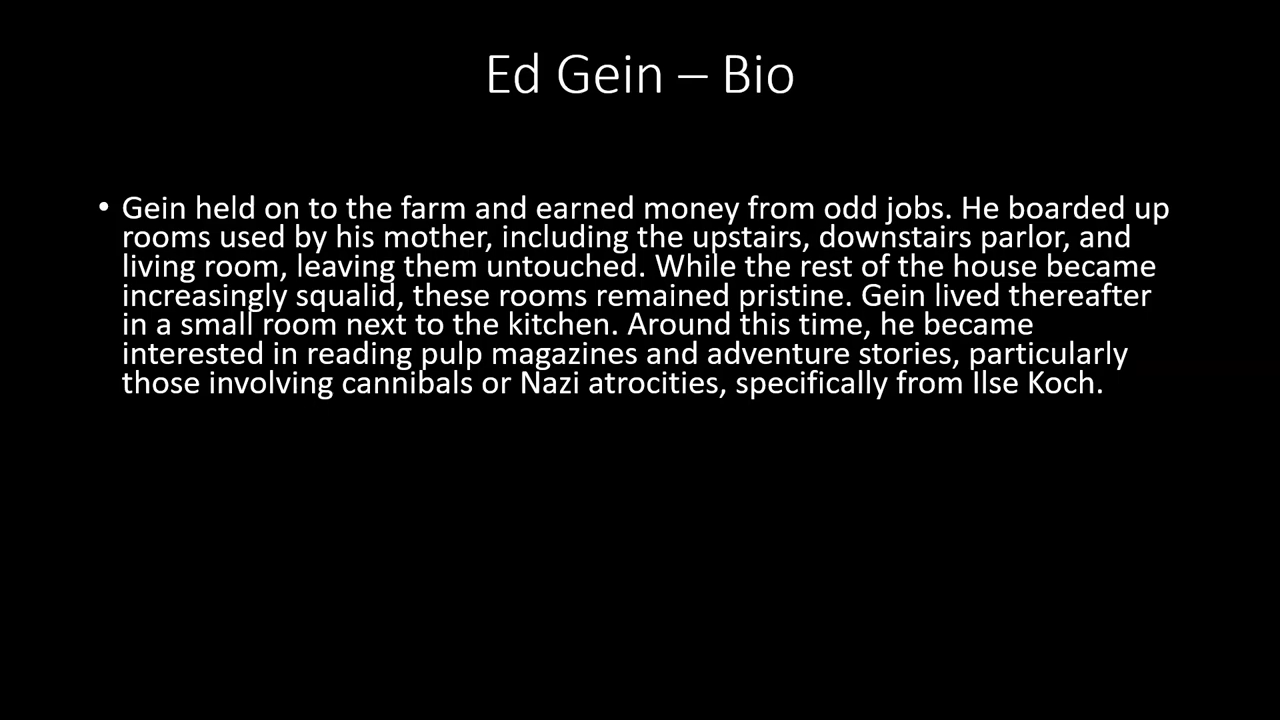 Ed Gein – Bio
• Gein held on to the farm and earned money from odd jobs. He boarded up
rooms used by his mother, including the upstairs, downstairs parlor, and
living room, leaving them untouched. While the rest of the house became
increasingly squalid, these rooms remained pristine. Gein lived thereafter
in a small room next to the kitchen. Around this time, he became
interested in reading pulp magazines and adventure stories, particularly
those involving cannibals or Nazi atrocities, specifically from Ilse Koch.